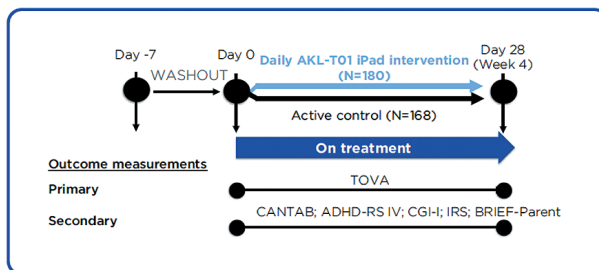 Day -7
Day 0
Day 28
(Week 4)
WASHOUT
Daily AKL-T01 iPad intervention
(N=180)
Active control (N=168)
On treatment
Outcome measurements
Primary
TOVA
Secondary
CANTAB; ADHD-RS IV; CGI-I; IRS; BRIEF-Parent